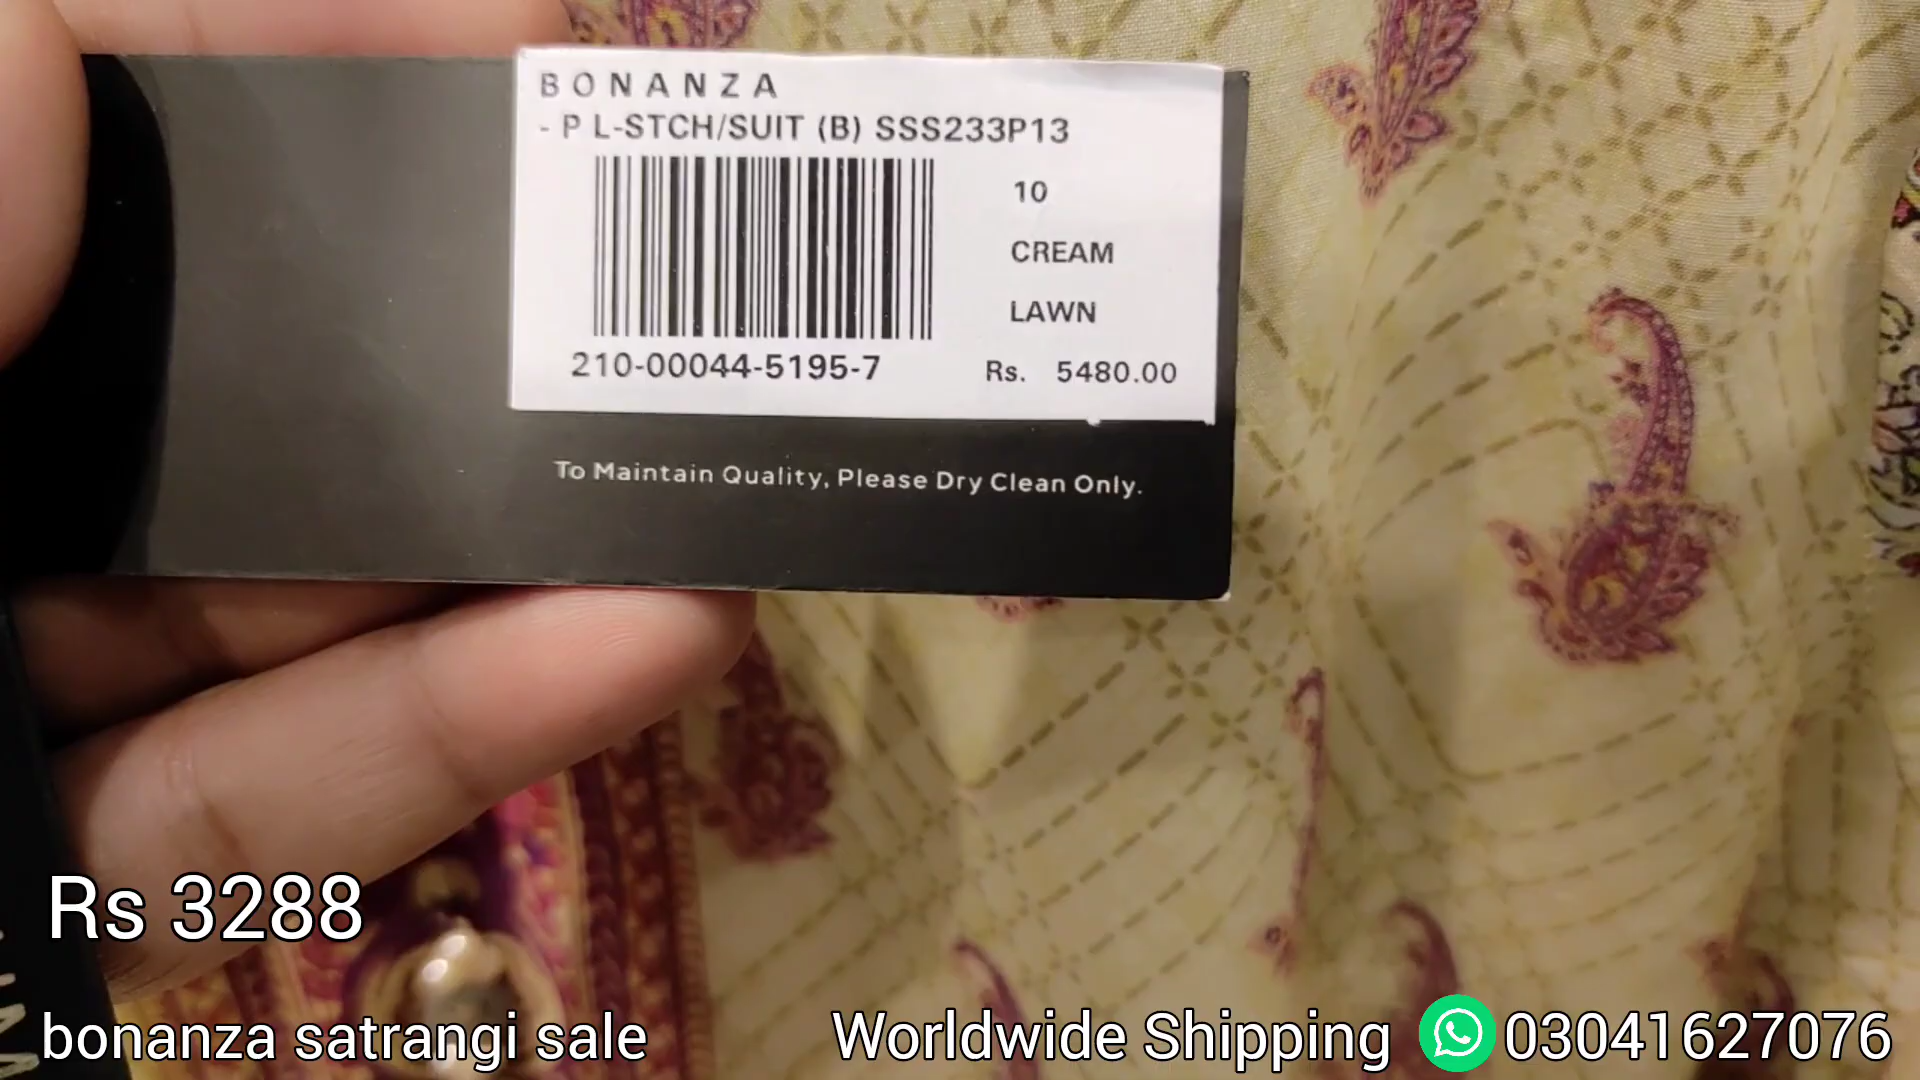 BONANZA
- P L-STCH/SUIT (B) SSS233P13
10
CREAM
LAWN
210-00044-5195-7
Rs. 5480.00
To Maintain Quality, Please Dry Clean Only.
Rs 3288
bonanza satrangi sale
Worldwide Shipping
03041627076